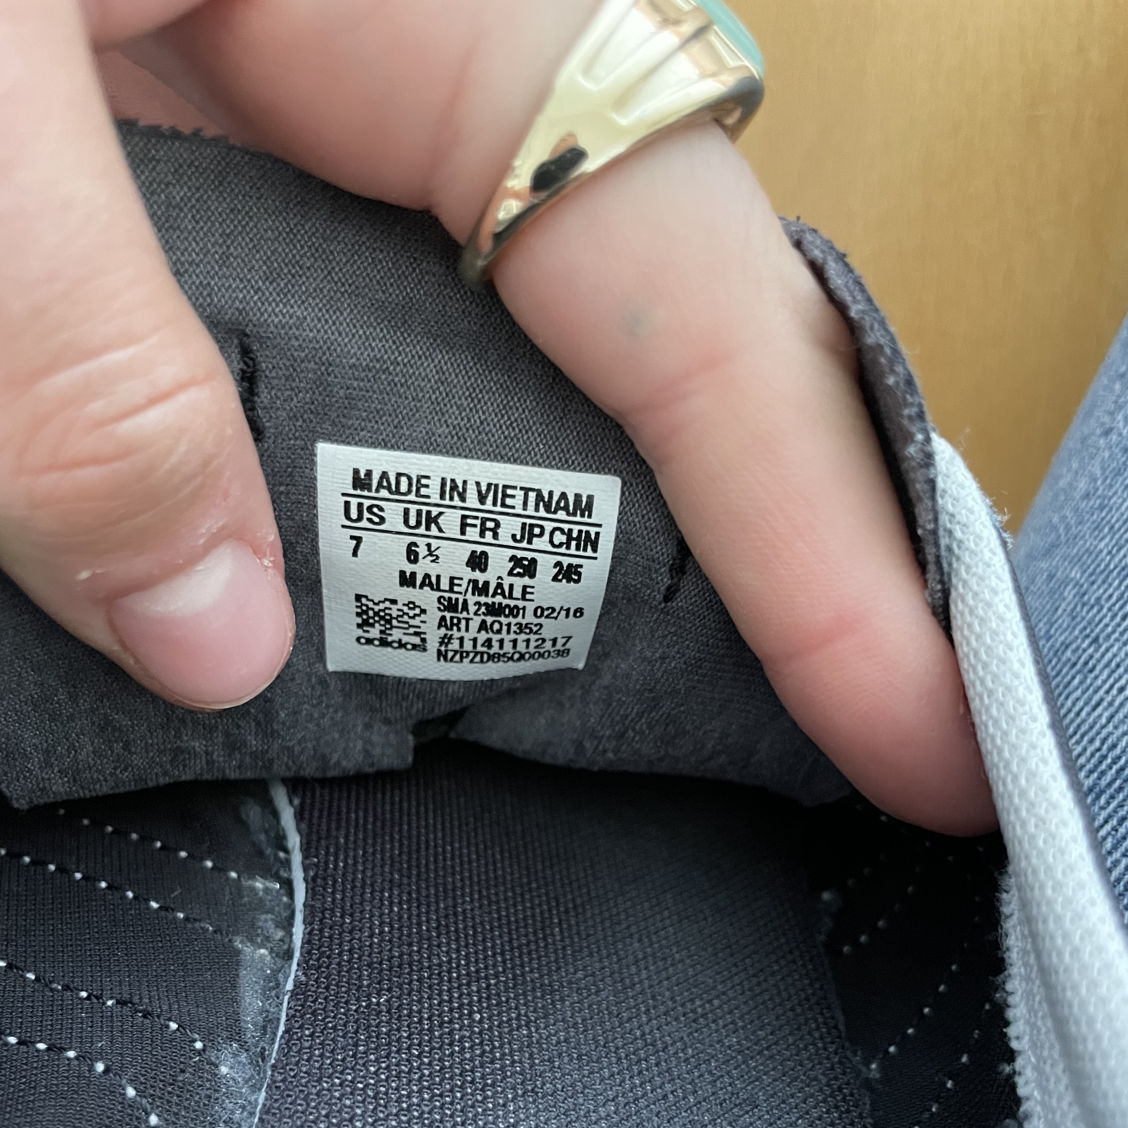 MADE IN VIETNAM
US UK FR JP CHN
7 6½ 40 250 245
MALE/MÂLE
SMA 23M001 02/16
ART AQ1352
#114111217
adidas NZPZD85Q00038